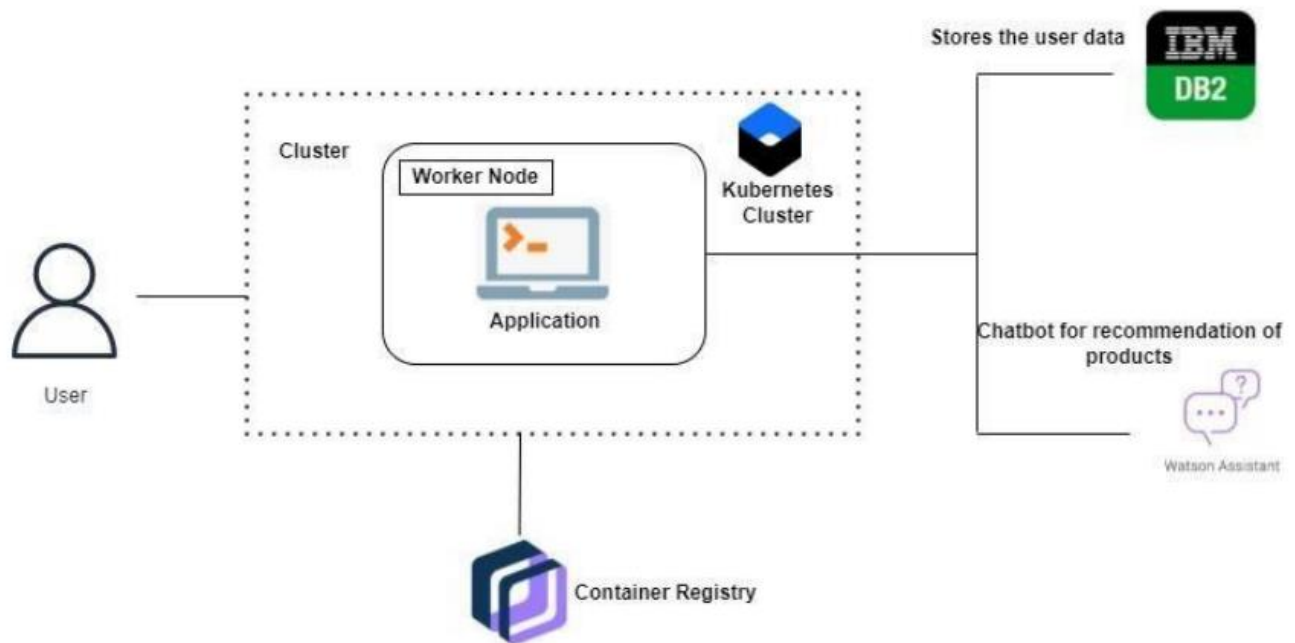 Stores the user data
IBM
DB2
Cluster
Worker Node
Kubernetes
Cluster
Application
User
Chatbot for recommendation of
products
Watson Assistant
Container Registry